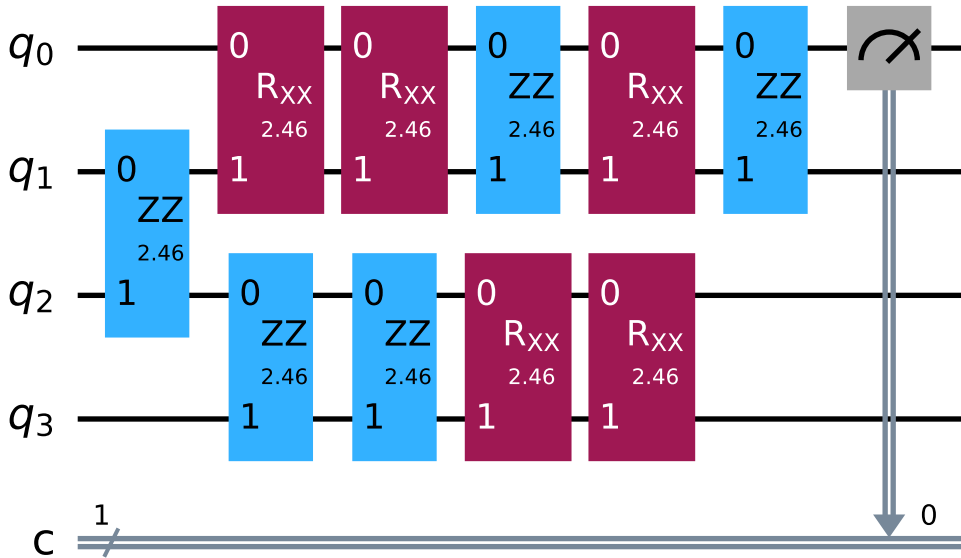 q0 0 0 0 0 0
RXX RXX ZZ RXX ZZ
2.46 2.46 2.46 2.46 2.46
q1 0 1 1 1 1 1
ZZ
2.46
q2 1 0 0 0 0
ZZ ZZ RXX RXX
2.46 2.46 2.46 2.46
q3 1 1 1 1
1 0
c